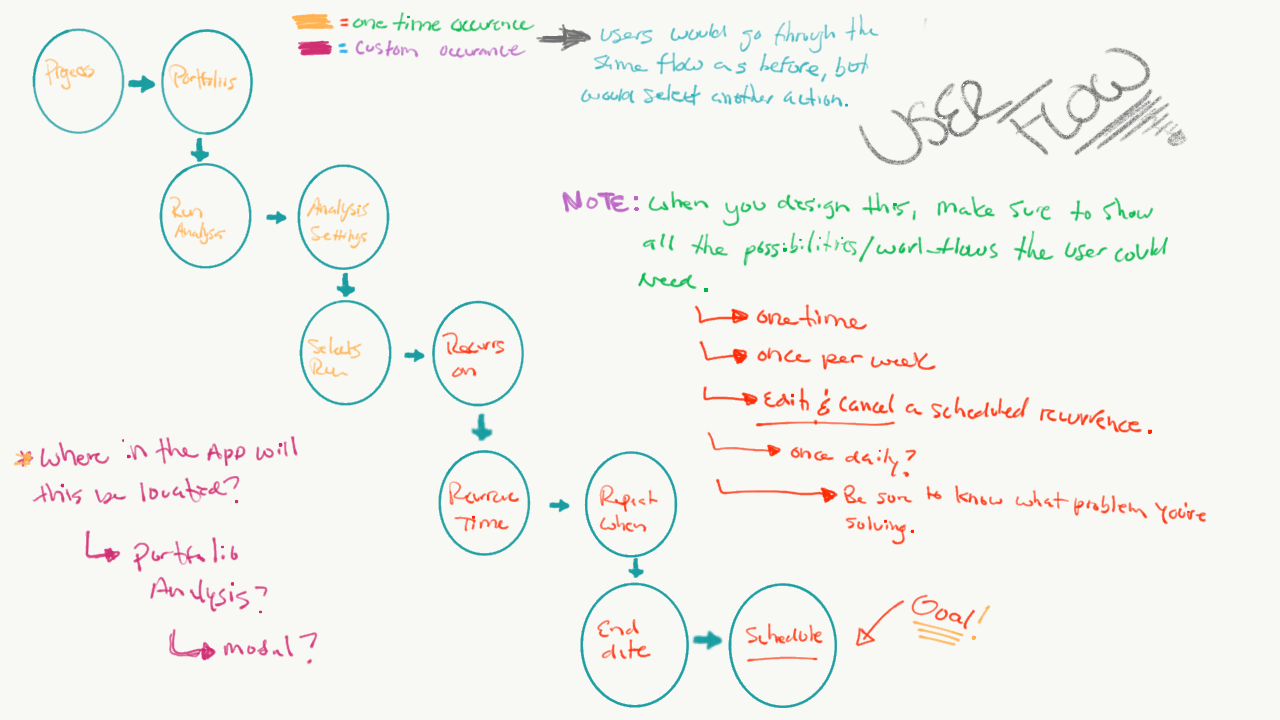 = one time occurence
= Custom occurance
Users would go through the
same flow as before, but
would select another action.
USER FLOW
Portfolios
Run
Analysis
Analysis
Settings
Selects
Run
Recurrs
on
Time
Repeat
when
End
date
Schedule
Goal!
NOTE: When you design this, make sure to show
all the possibilities/workflows the user could
need.
one time
once per week
Edit & Cancel a scheduled recurrence.
once daily?
Be sure to know what problem you're
solving.
* Where in the App will
this be located?
Portfolio
Analysis?
modal?